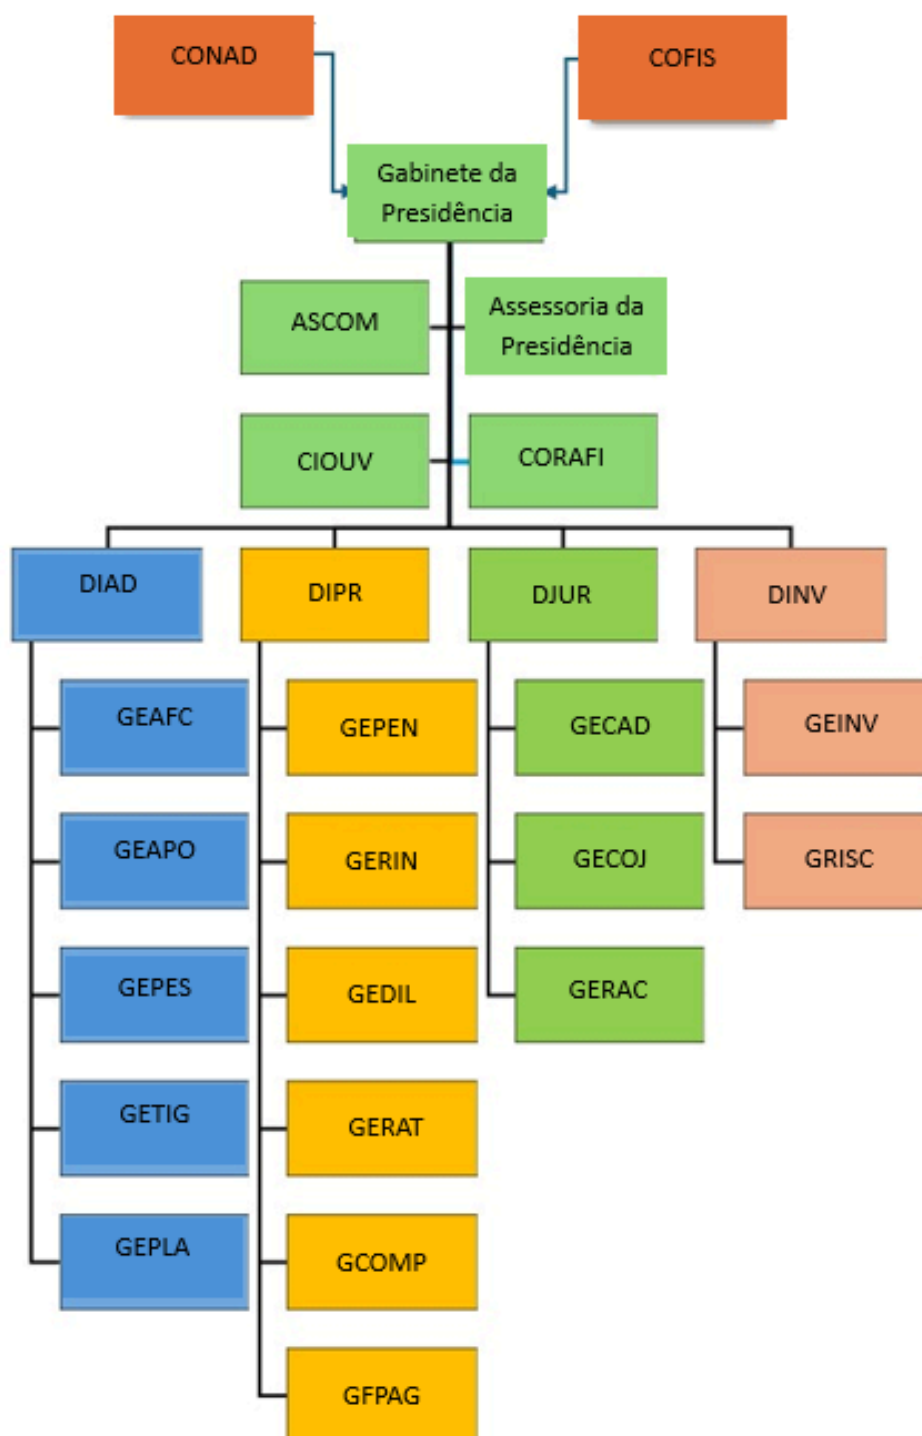 CONAD
COFIS
Gabinete da
Presidência
ASCOM
Assessoria da
Presidência
CIOUV
CORAFI
DIAD
DIPR
DJUR
DINV
GEAFC
GEPEN
GECAD
GEINV
GEAPO
GERIN
GECOJ
GRISC
GEPES
GEDIL
GERAC
GETIG
GERAT
GEPLA
GCOMP
GFPAG